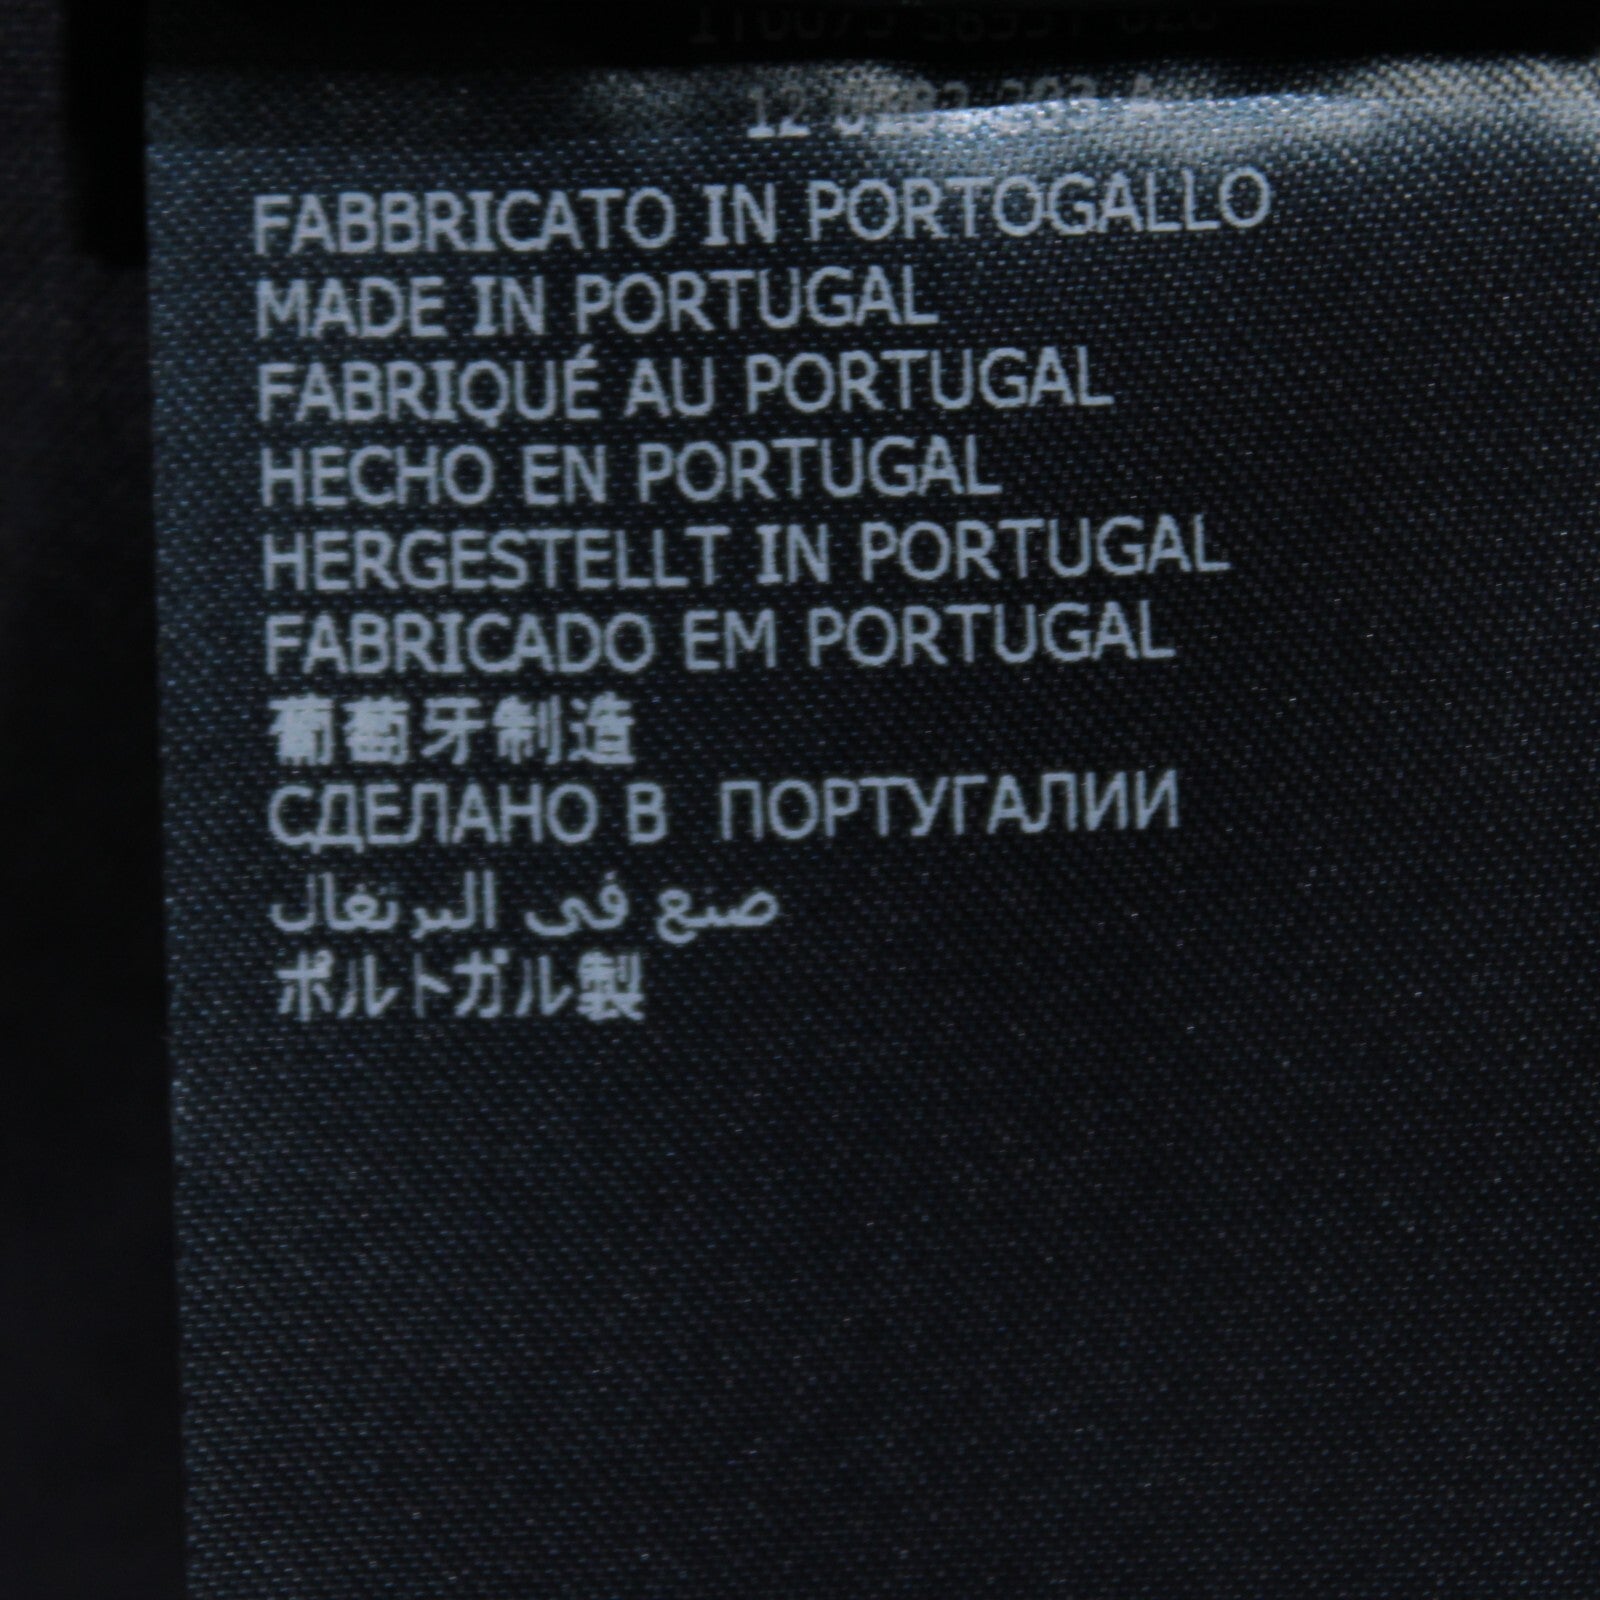 FABBRICATO IN PORTOGALLO
MADE IN PORTUGAL
FABRIQUÉ AU PORTUGAL
HECHO EN PORTUGAL
HERGESTELLT IN PORTUGAL
FABRICADO EM PORTUGAL
葡萄牙制造
СДЕЛАНО В ПОРТУГАЛИИ
صنع فى البرتغال
ポルトガル製